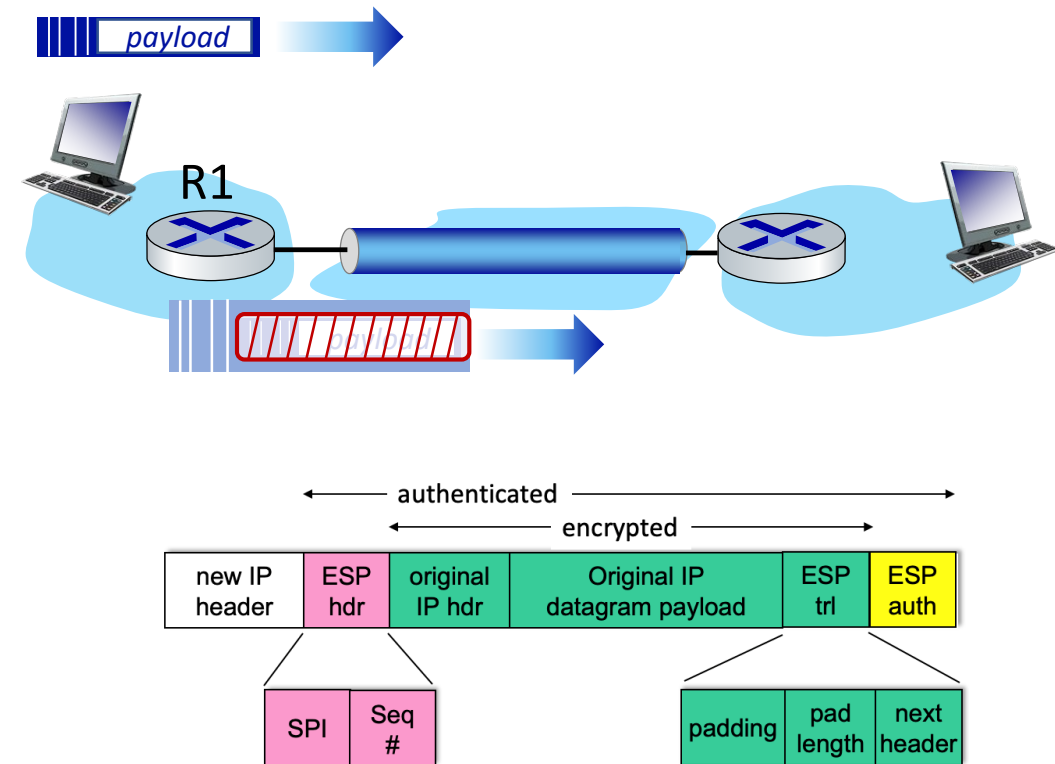 payload
R1
payload
authenticated
encrypted
new IP
header
ESP
hdr
original
IP hdr
Original IP
datagram payload
ESP
trl
ESP
auth
SPI
Seq
#
padding
pad
length
next
header